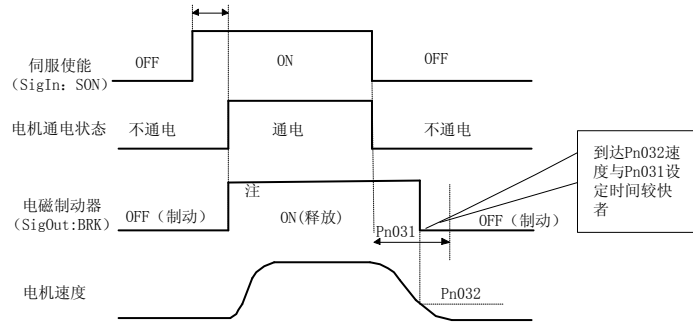 伺服使能
(SigIn: SON)
OFF
ON
OFF
电机通电状态
不通电
通电
不通电
电磁制动器
(SigOut:BRK)
OFF（制动）
注
ON(释放)
Pn031
OFF（制动）
到达Pn032速
度与Pn031设
定时间较快
者
电机速度
Pn032